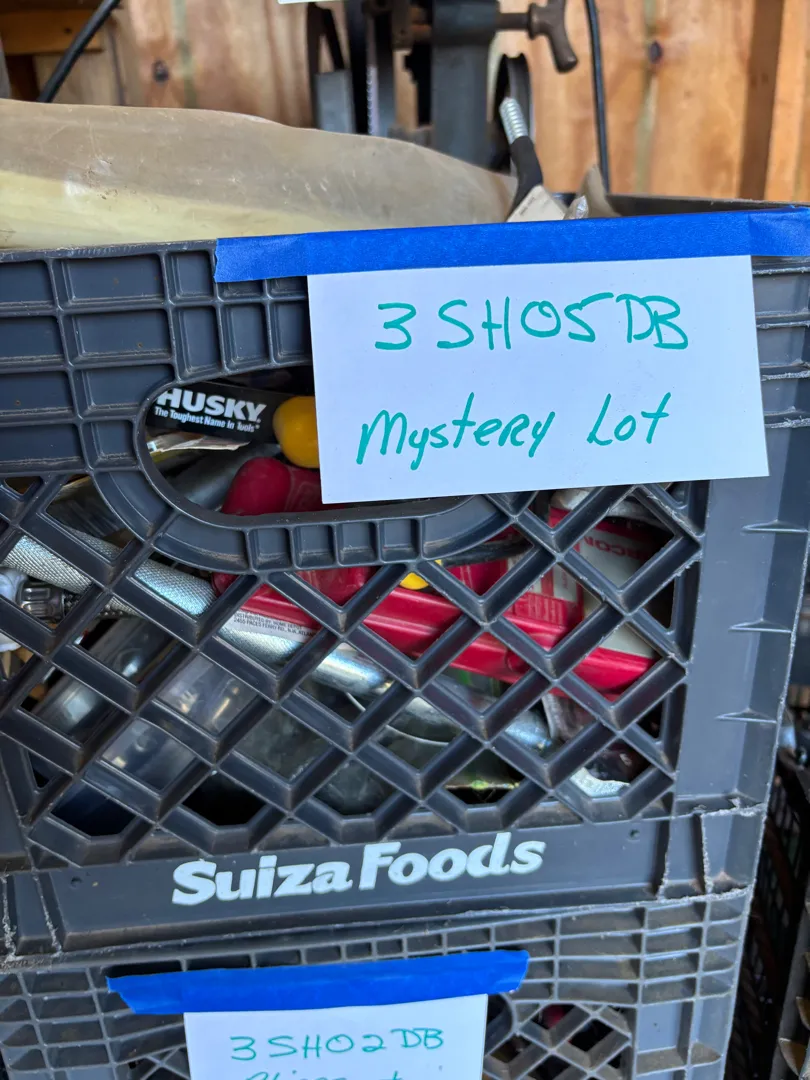 3SH05DB
Mystery Lot
HUSKY
The Toughest Name in Tools
Suiza Foods
3SH02DB